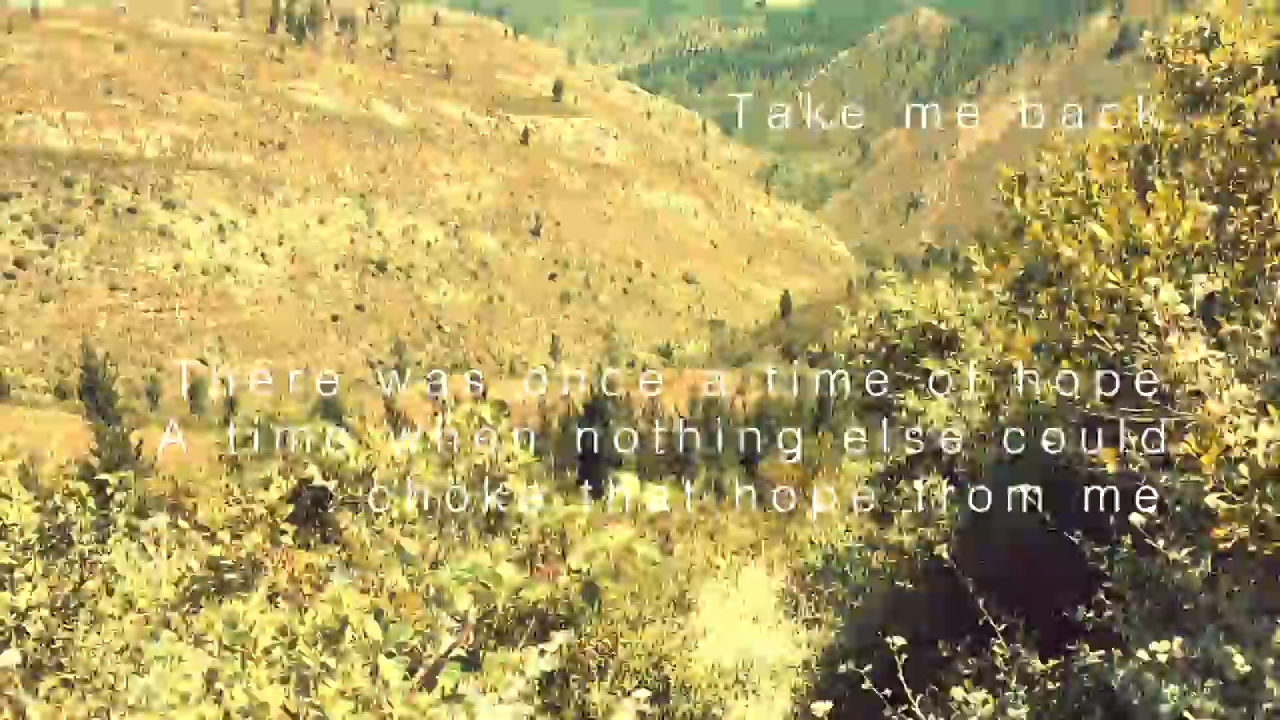 Take me back
There was once a time of hope
A time when nothing else could
choke that hope from me.